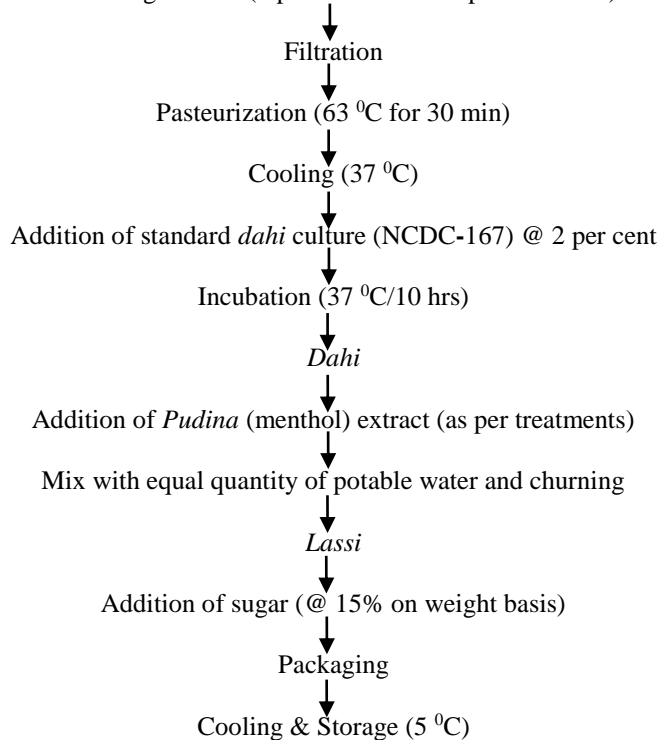 Filtration
Pasteurization (63 ⁰C for 30 min)
Cooling (37 ⁰C)
Addition of standard dahi culture (NCDC-167) @ 2 per cent
Incubation (37 ⁰C/10 hrs)
Dahi
Addition of Pudina (menthol) extract (as per treatments)
Mix with equal quantity of potable water and churning
Lassi
Addition of sugar (@ 15% on weight basis)
Packaging
Cooling & Storage (5 ⁰C)